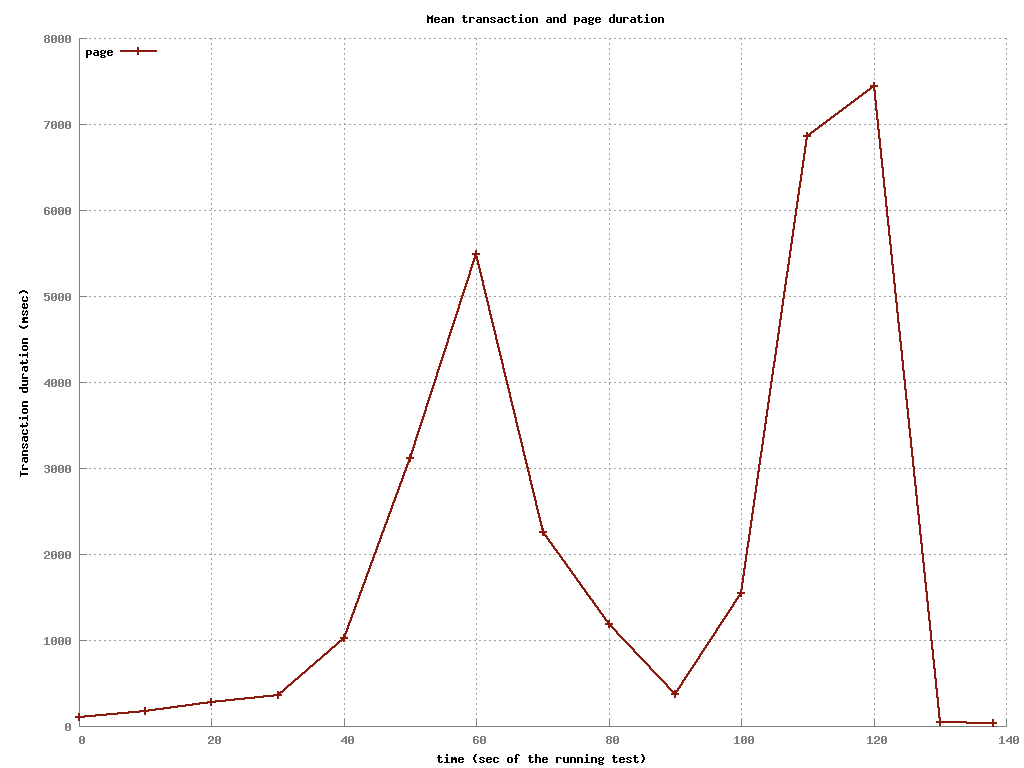 Mean transaction and page duration
page
8000
7000
6000
5000
4000
3000
2000
1000
0
Transaction duration (msec)
0 20 40 60 80 100 120 140
time (sec of the running test)